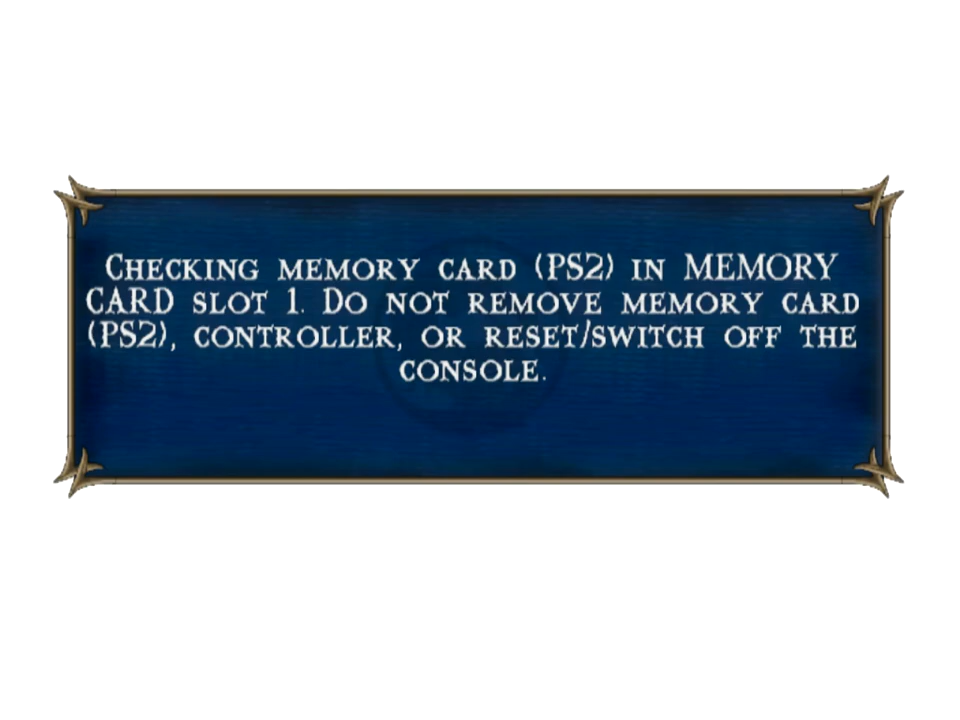 Checking memory card (PS2) in MEMORY
CARD slot 1. Do not remove memory card
(PS2), controller, or reset/switch off the
console.